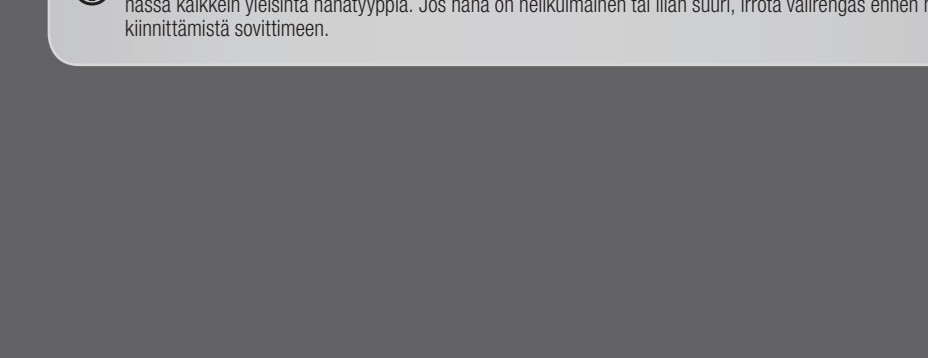 nassa kaikkein yleisintä hanatyyppiä. Jos hana on nelikulmainen tai liian suuri, irrota välirengas ennen
kiinnittämistä sovittimeen.